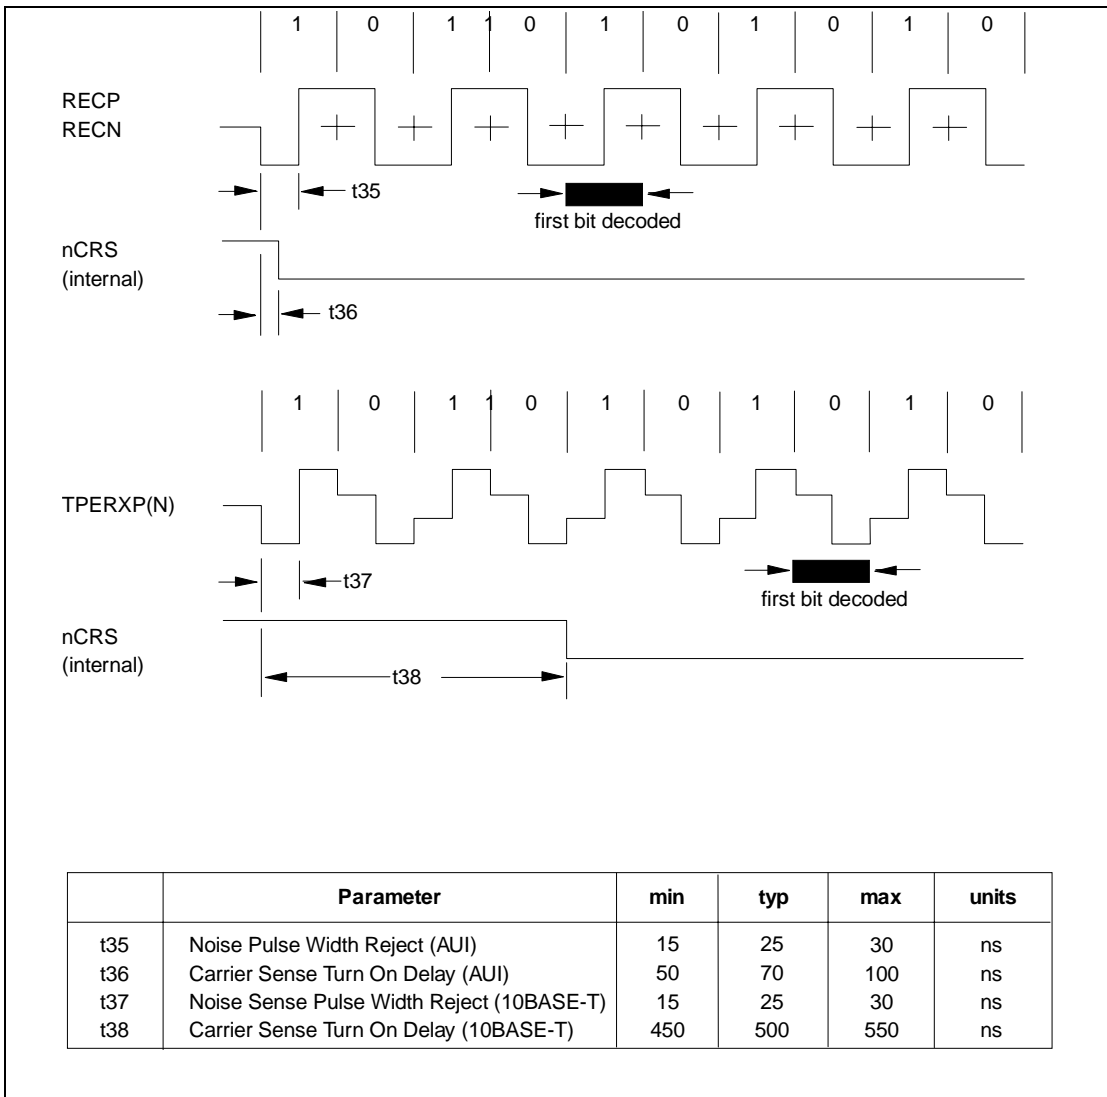 1 0 1 1 0 1 0 1 0 1 0
RECP
RECN
t35
first bit decoded
nCRS
(internal)
t36
1 0 1 1 0 1 0 1 0 1 0
TPERXP(N)
t37
first bit decoded
nCRS
(internal)
t38
Parameter min typ max units
t35 Noise Pulse Width Reject (AUI) 15 25 30 ns
t36 Carrier Sense Turn On Delay (AUI) 50 70 100 ns
t37 Noise Sense Pulse Width Reject (10BASE-T) 15 25 30 ns
t38 Carrier Sense Turn On Delay (10BASE-T) 450 500 550 ns